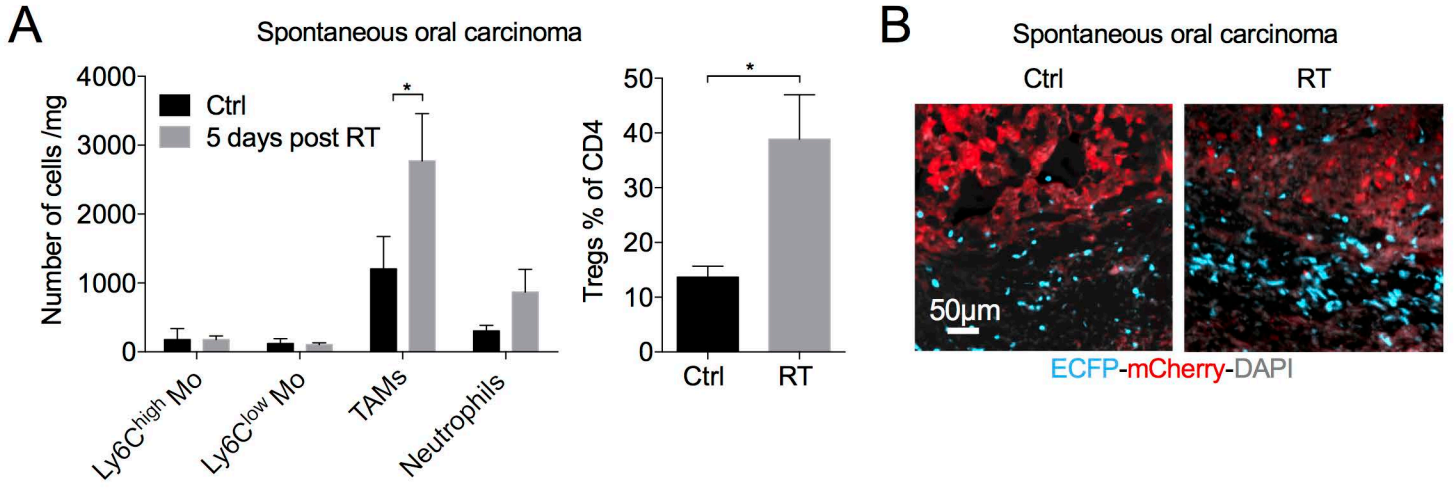 A
Spontaneous oral carcinoma
Number of cells /mg
4000
3000
2000
1000
0
Ctrl
5 days post RT
*
Ly6Chigh Mo
Ly6Clow Mo
TAMs
Neutrophils
Tregs % of CD4
50
40
30
20
10
0
*
Ctrl
RT
B
Spontaneous oral carcinoma
Ctrl
RT
50µm
ECFP-mCherry-DAPI